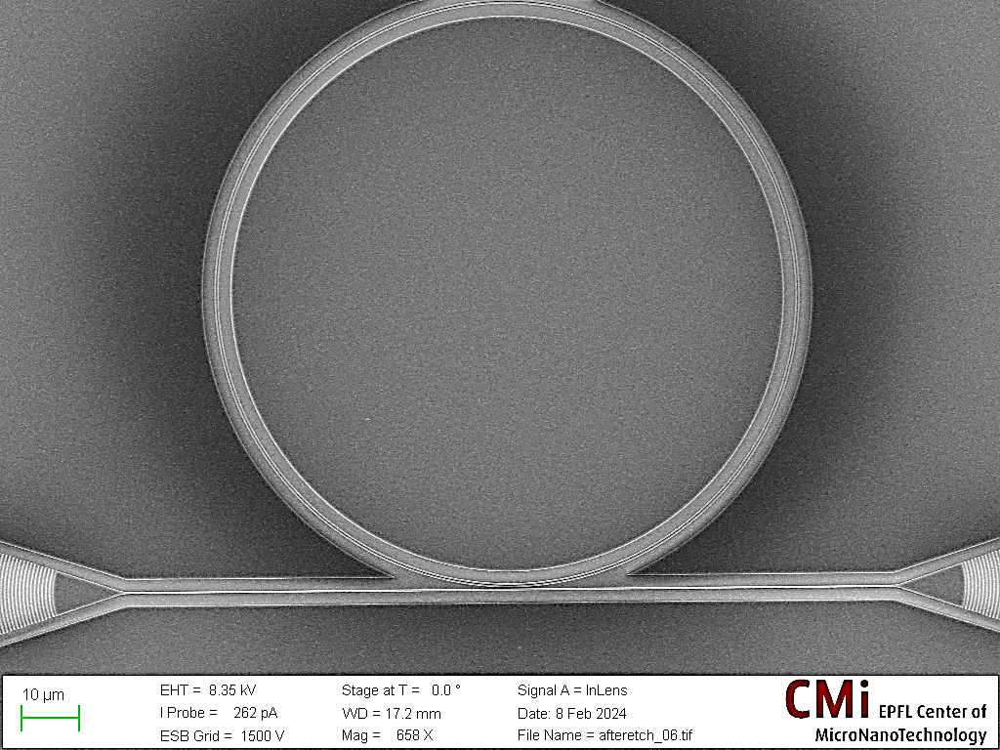 10 µm
EHT = 8.35 kV
I Probe = 262 pA
ESB Grid = 1500 V
Stage at T = 0.0 °
WD = 17.2 mm
Mag = 658 X
Signal A = InLens
Date: 8 Feb 2024
File Name = afteretch_06.tif
CMi EPFL Center of
MicroNanoTechnology